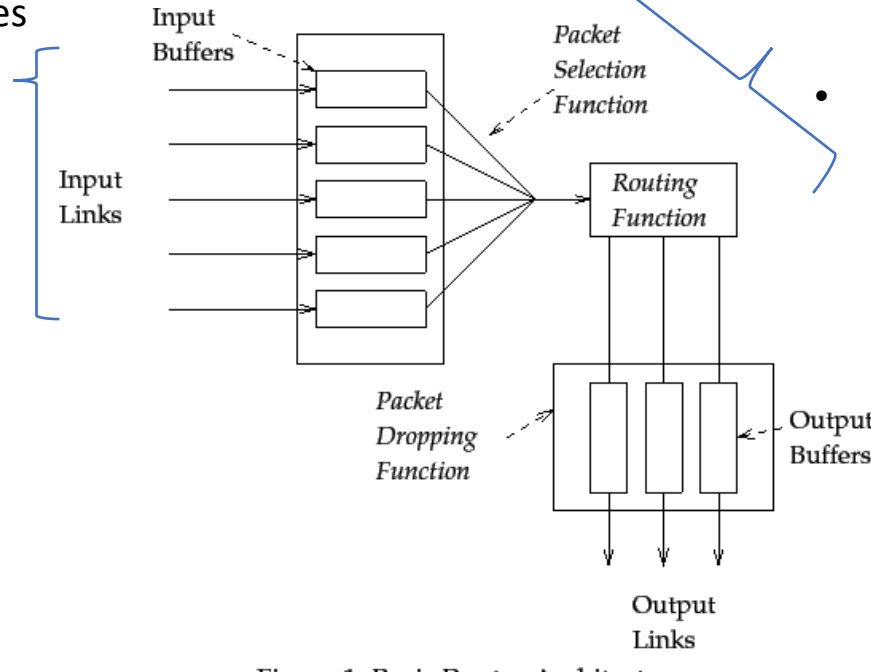 es
Input
Buffers
Packet
Selection
Function
Input
Links
Routing
Function
Packet
Dropping
Function
Output
Buffers
Output
Links